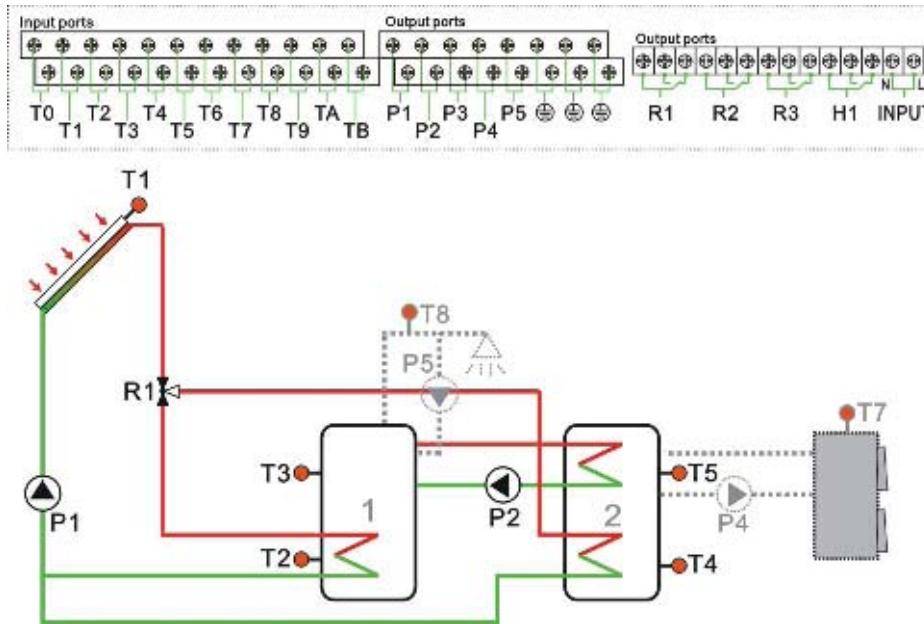 Input ports
Output ports
Output ports
T0 T2 T4 T6 T8 TA P1 P3 P5
T1 T3 T5 T7 T9 TB P2 P4
R1 R2 R3 H1 INPUT
N L
T1
T8
P5
R1
T7
T3
T5
1
P2
2
P4
P1
T2
T4